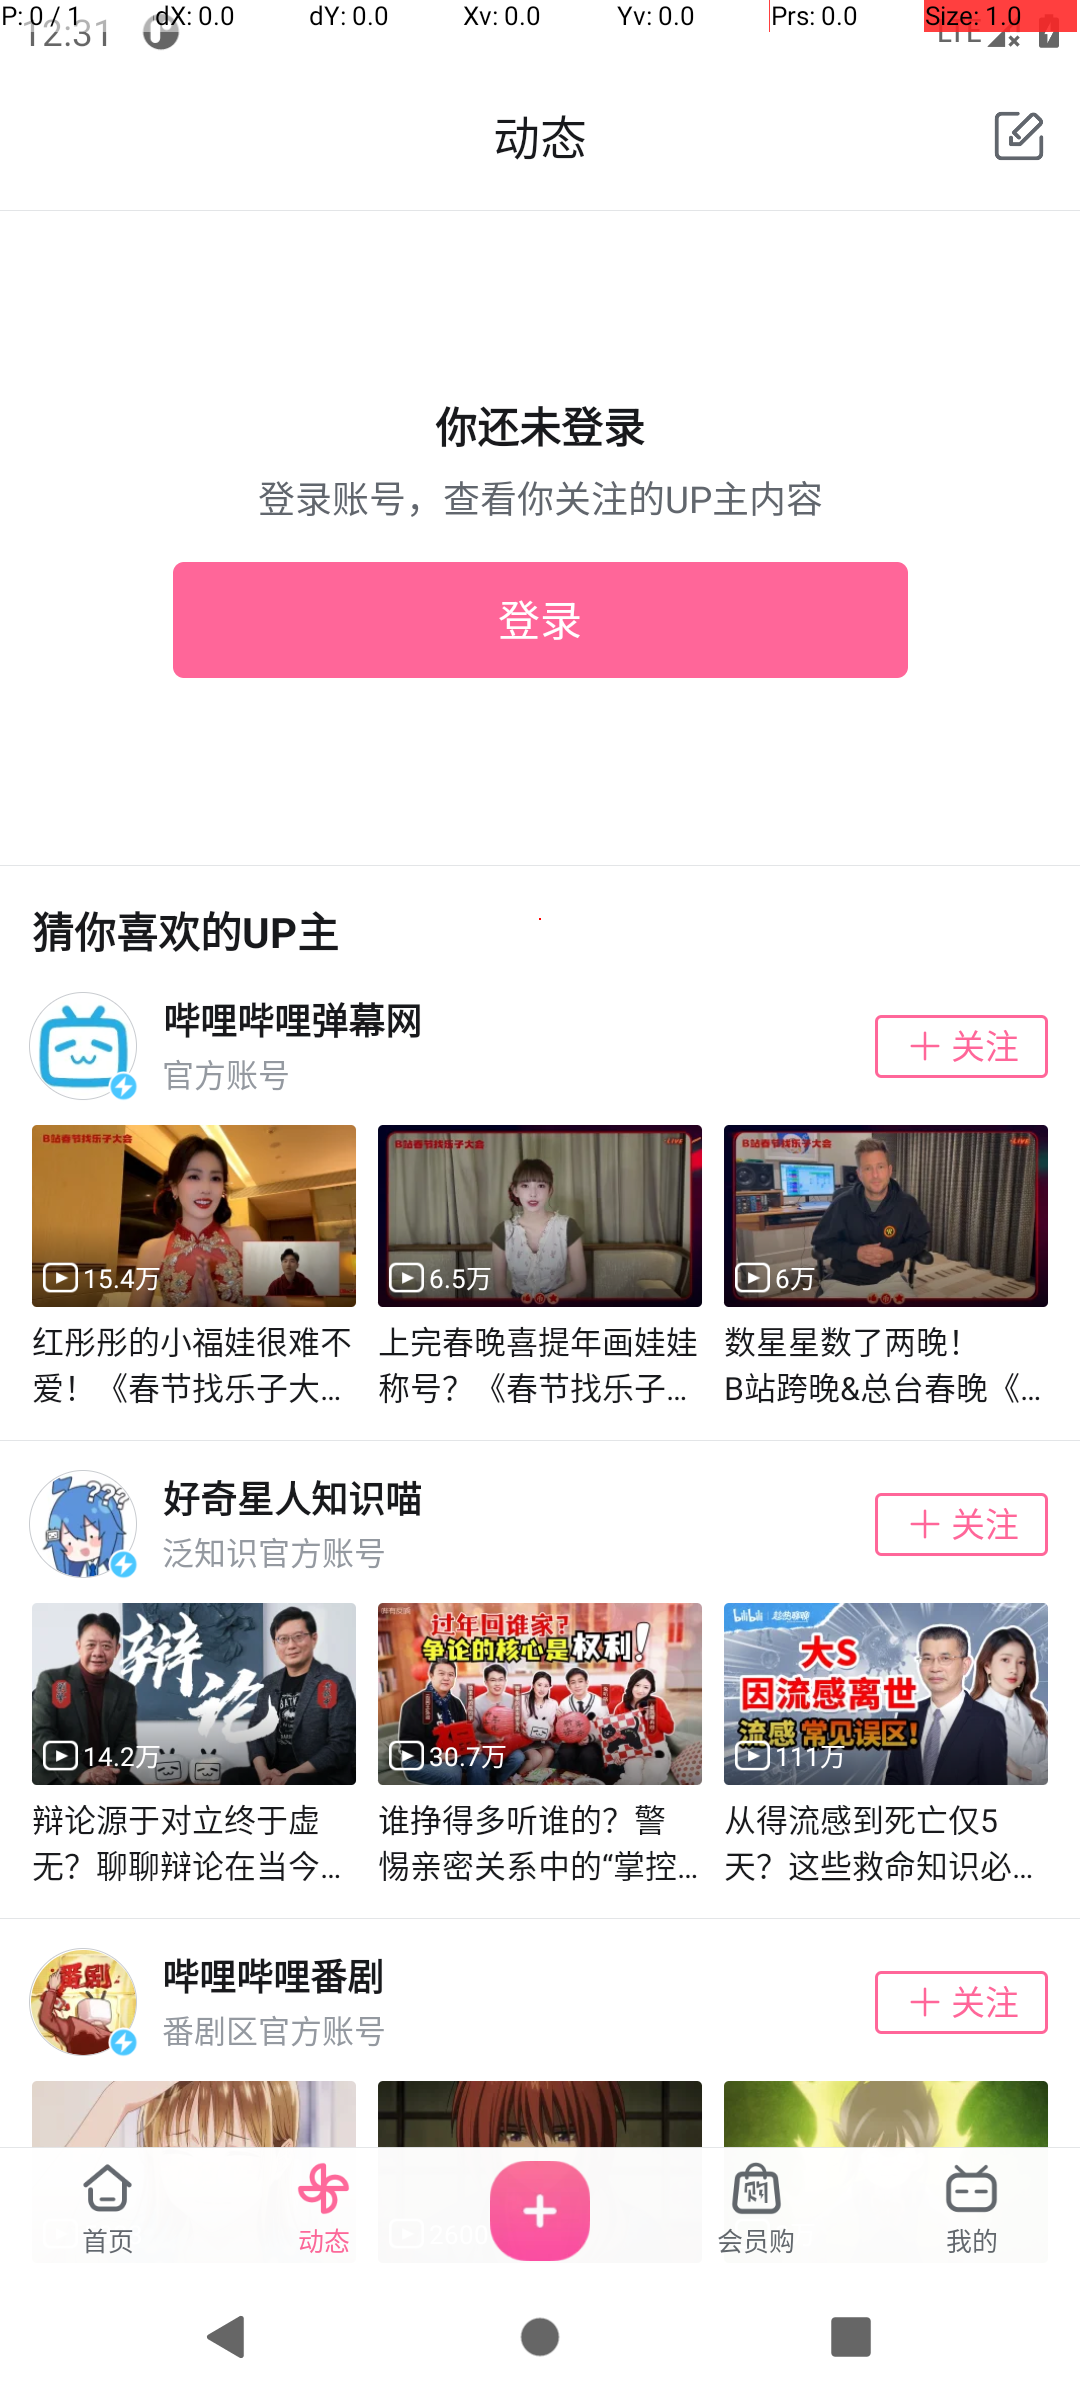 P: 0 / 1
dX: 0.0
dY: 0.0
Xv: 0.0
Yv: 0.0
Prs: 0.0
Size: 1.0
12:31
LTE
动态
你还未登录
登录账号，查看你关注的UP主内容
登录
猜你喜欢的UP主
哔哩哔哩弹幕网
官方账号
关注
B站春节找乐子大会
15.4万
B站春节找乐子大会
LIVE
6.5万
B站春节找乐子大会
LIVE
6万
红彤彤的小福娃很难不
爱！《春节找乐子大...
上完春晚喜提年画娃娃
称号？《春节找乐子...
数星星数了两晚！
B站跨晚&总台春晚《...
???
好奇星人知识喵
泛知识官方账号
关注
辩论
14.2万
过年回谁家？
争论的核心是权利！
30.7万
bilibili
大S
因流感离世
流感常见误区！
111万
辩论源于对立终于虚
无？聊聊辩论在当今...
谁挣得多听谁的？警
惕亲密关系中的“掌控...
从得流感到死亡仅5
天？这些救命知识必...
番剧
哔哩哔哩番剧
番剧区官方账号
关注
2600
首页
动态
购
会员购
我的